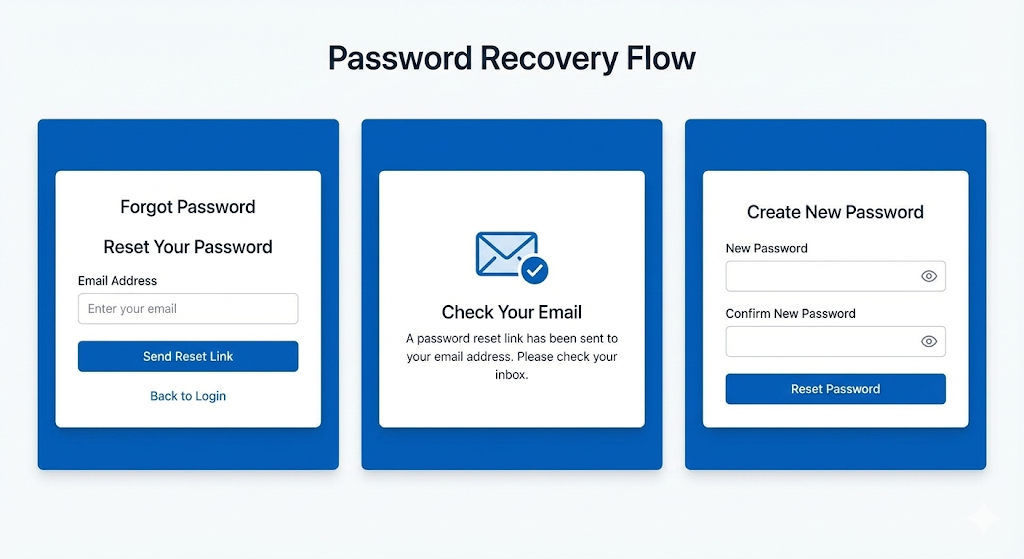 Password Recovery Flow
Forgot Password
Reset Your Password
Email Address
Enter your email
Send Reset Link
Back to Login
Check Your Email
A password reset link has been sent to
your email address. Please check your
inbox.
Create New Password
New Password
Confirm New Password
Reset Password